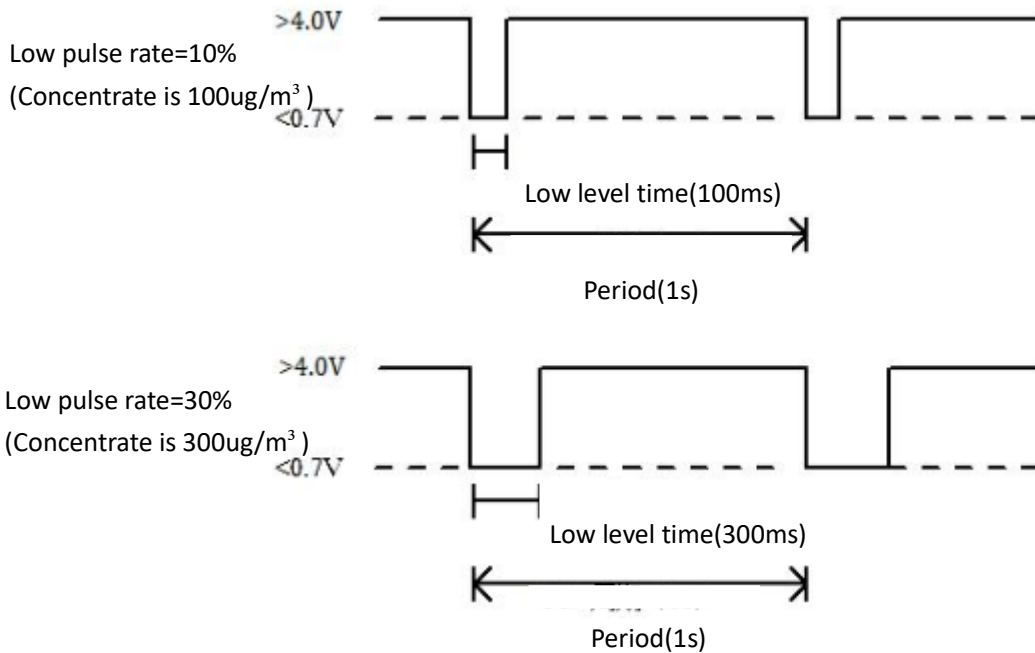 >4.0V
Low pulse rate=10%
(Concentrate is 100ug/m³ )
<0.7V
Low level time(100ms)
Period(1s)
>4.0V
Low pulse rate=30%
(Concentrate is 300ug/m³ )
<0.7V
Low level time(300ms)
Period(1s)